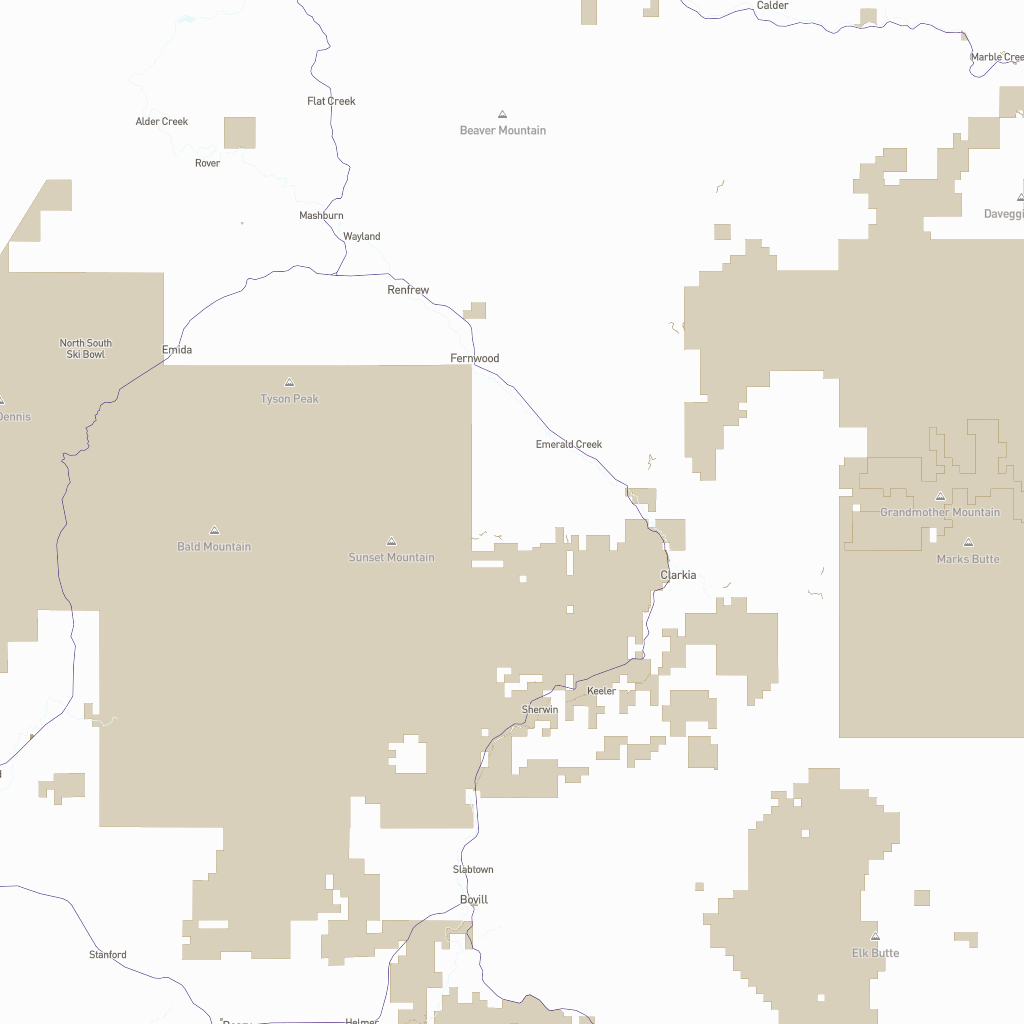 Calder
Marble Cree
Flat Creek
Alder Creek
Beaver Mountain
Rover
Mashburn
Daveggi
Wayland
Renfrew
North South
Ski Bowl
Emida
Fernwood
Tyson Peak
Dennis
Emerald Creek
Grandmother Mountain
Bald Mountain
Sunset Mountain
Marks Butte
Clarkia
Keeler
Sherwin
Slabtown
Bovill
Stanford
Elk Butte
Helmer